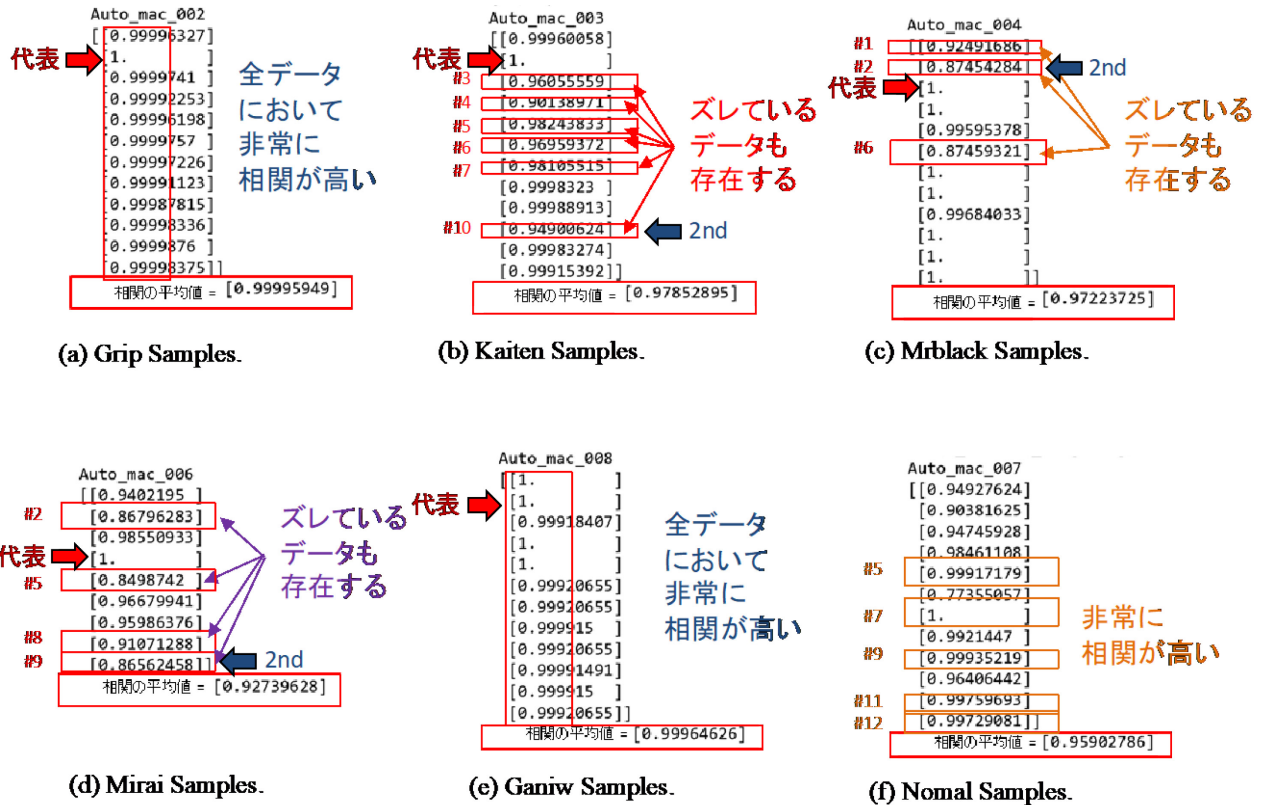 Auto_mac_002
[[0.99996327]
代表
[1. ]
[0.9999741 ]
[0.99992253]
[0.99996198]
[0.9999757 ]
[0.99997226]
[0.99991123]
[0.99987815]
[0.99998336]
[0.9999876 ]
[0.99998375]]
全データ
において
非常に
相関が高い
相関の平均値 = [0.99995949]
(a) Grip Samples.
Auto_mac_003
[[0.99960058]
代表
[1. ]
#3
[0.96055559]
#4
[0.90138971]
#5
[0.98243833]
#6
[0.96959372]
#7
[0.98105515]
[0.9998323 ]
[0.99988913]
#10
[0.94900624]
2nd
[0.99983274]
[0.99915392]]
ズレている
データも
存在する
相関の平均値 = [0.97852895]
(b) Kaiten Samples.
Auto_mac_004
#1
[[0.92491686]
#2
[0.87454284]
2nd
代表
[1. ]
[1. ]
[0.99595378]
#6
[0.87459321]
[1. ]
[1. ]
[0.99684033]
[1. ]
[1. ]
[1. ]]
ズレている
データも
存在する
相関の平均値 = [0.97223725]
(c) Mrblack Samples.
Auto_mac_006
[[0.9402195 ]
#2
[0.86796283]
[0.98550933]
代表
[1. ]
#5
[0.8498742 ]
[0.96679941]
[0.95986376]
#8
[0.91071288]
#9
[0.86562458]]
2nd
ズレている
データも
存在する
相関の平均値 = [0.92739628]
(d) Mirai Samples.
Auto_mac_008
[[1. ]
代表
[1. ]
[0.99918407]
[1. ]
[1. ]
[0.99920655]
[0.99920655]
[0.999915 ]
[0.99920655]
[0.99991491]
[0.999915 ]
[0.99920655]]
全データ
において
非常に
相関が高い
相関の平均値 = [0.99964626]
(e) Ganiw Samples.
Auto_mac_007
[[0.94927624]
[0.90381625]
[0.94745928]
[0.98461108]
#5
[0.99917179]
[0.77355057]
#7
[1. ]
[0.9921447 ]
#9
[0.99935219]
[0.96406442]
#11
[0.99759693]
#12
[0.99729081]]
非常に
相関が高い
相関の平均値 = [0.95902786]
(f) Nomal Samples.